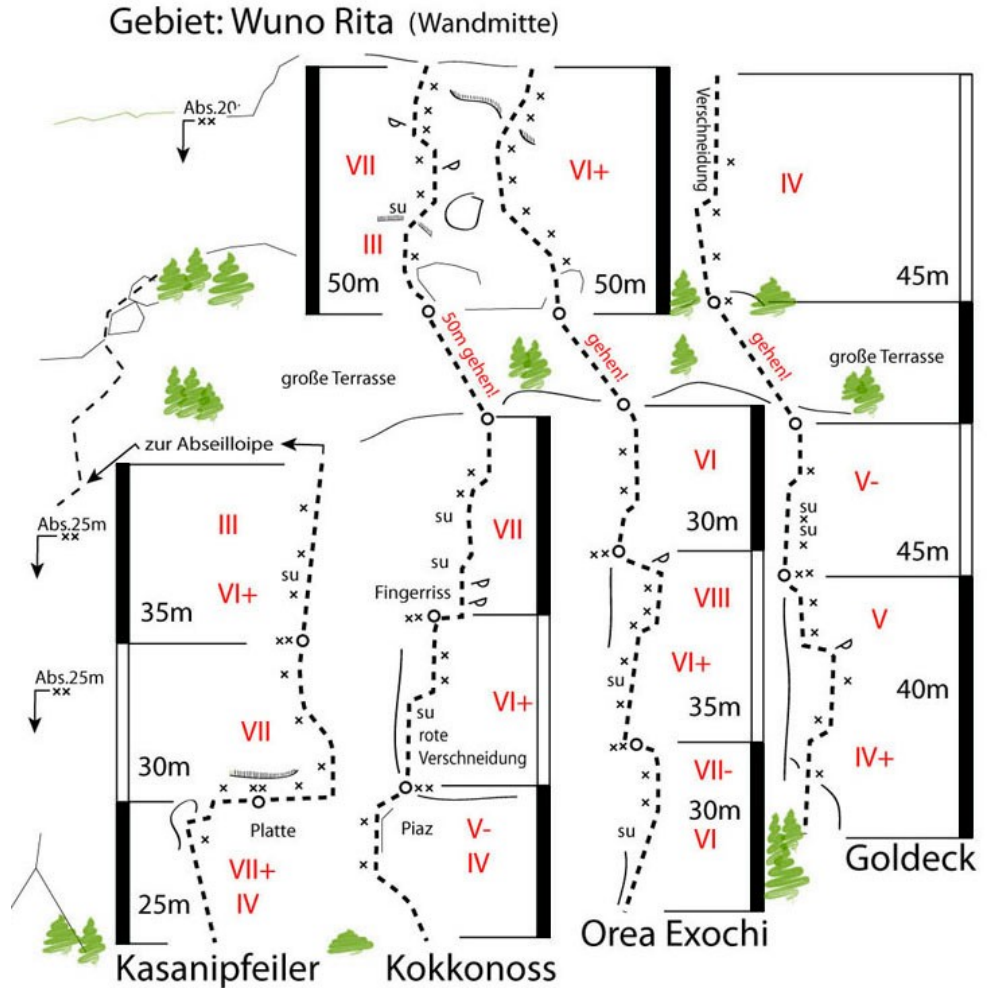 Gebiet: Wuno Rita (Wandmitte)
Abs.20
VII
su
III
50m
VI+
50m
Verschneidung
IV
45m
50m gehen!
gehen!
gehen!
große Terrasse
große Terrasse
zur Abseilloipe
Abs.25m
Abs.25m
III
su
VI+
35m
VII
30m
Platte
VII+
IV
25m
Kasanipfeiler
su
VII
su
Fingerriss
VI+
su
rote
Verschneidung
Piaz
V-
IV
Kokkonoss
VI
30m
VIII
VI+
su
35m
VII-
30m
su
VI
Orea Exochi
V-
su
su
45m
V
40m
IV+
Goldeck